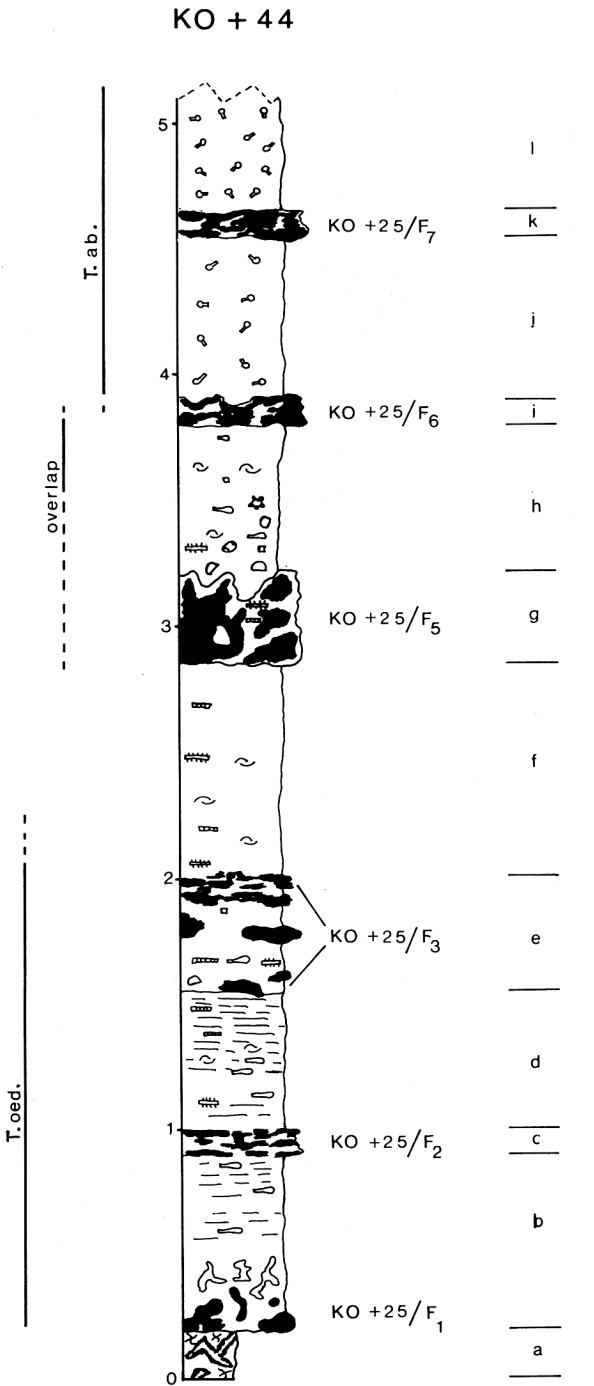 KO + 44
5
l
k
KO +25/F7
T. ab.
j
4
i
KO +25/F6
overlap
h
3
g
KO +25/F5
f
2
KO +25/F3
e
d
T.oed.
1
c
KO +25/F2
b
KO +25/F1
a
0